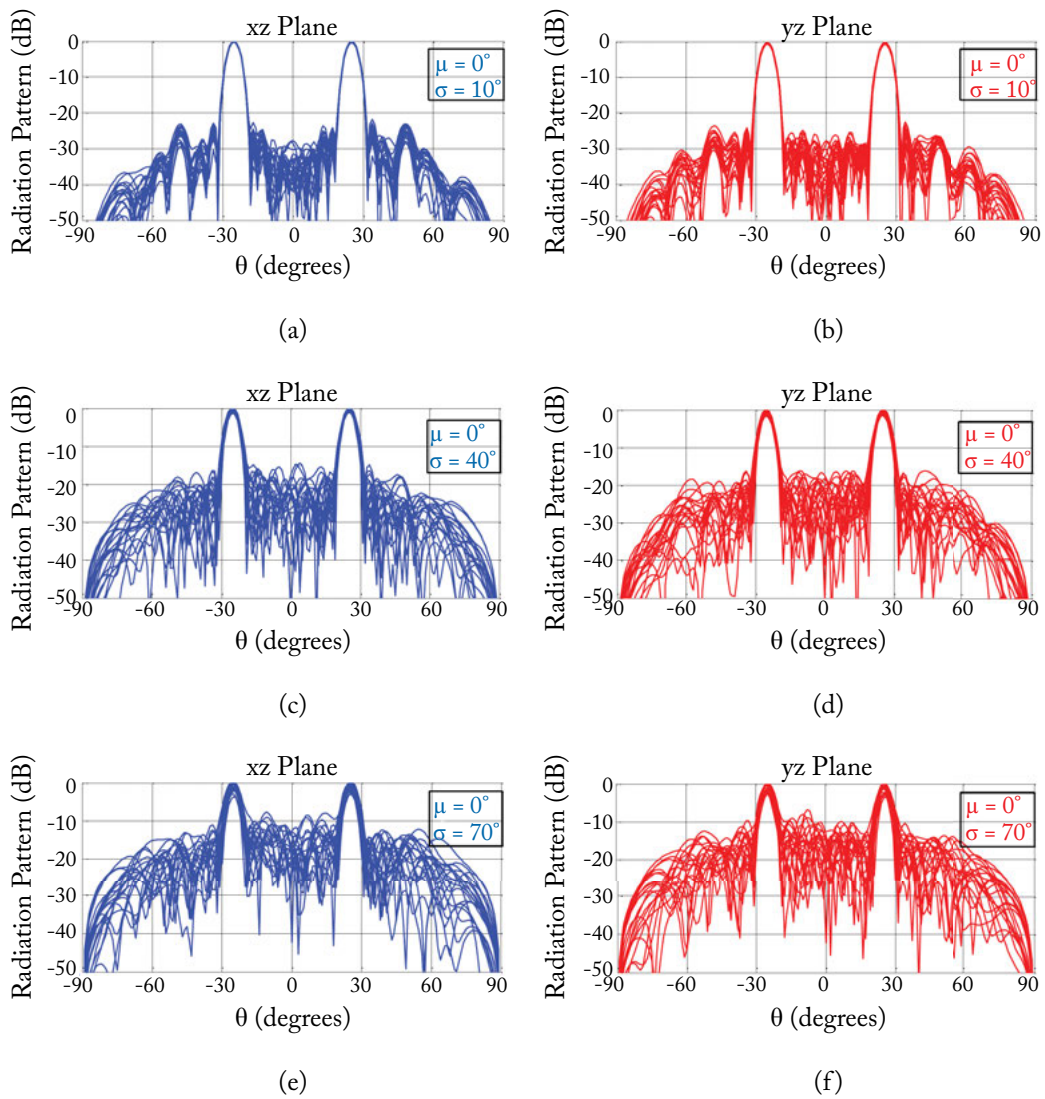 xz Plane
Radiation Pattern (dB)
0
-10
-20
-30
-40
-50
μ = 0°
σ = 10°
-90 -60 -30 0 30 60 90
θ (degrees)
(a)
yz Plane
Radiation Pattern (dB)
0
-10
-20
-30
-40
-50
μ = 0°
σ = 10°
-90 -60 -30 0 30 60 90
θ (degrees)
(b)
xz Plane
Radiation Pattern (dB)
0
-10
-20
-30
-40
-50
μ = 0°
σ = 40°
-90 -60 -30 0 30 60 90
θ (degrees)
(c)
yz Plane
Radiation Pattern (dB)
0
-10
-20
-30
-40
-50
μ = 0°
σ = 40°
-90 -60 -30 0 30 60 90
θ (degrees)
(d)
xz Plane
Radiation Pattern (dB)
0
-10
-20
-30
-40
-50
μ = 0°
σ = 70°
-90 -60 -30 0 30 60 90
θ (degrees)
(e)
yz Plane
Radiation Pattern (dB)
0
-10
-20
-30
-40
-50
μ = 0°
σ = 70°
-90 -60 -30 0 30 60 90
θ (degrees)
(f)